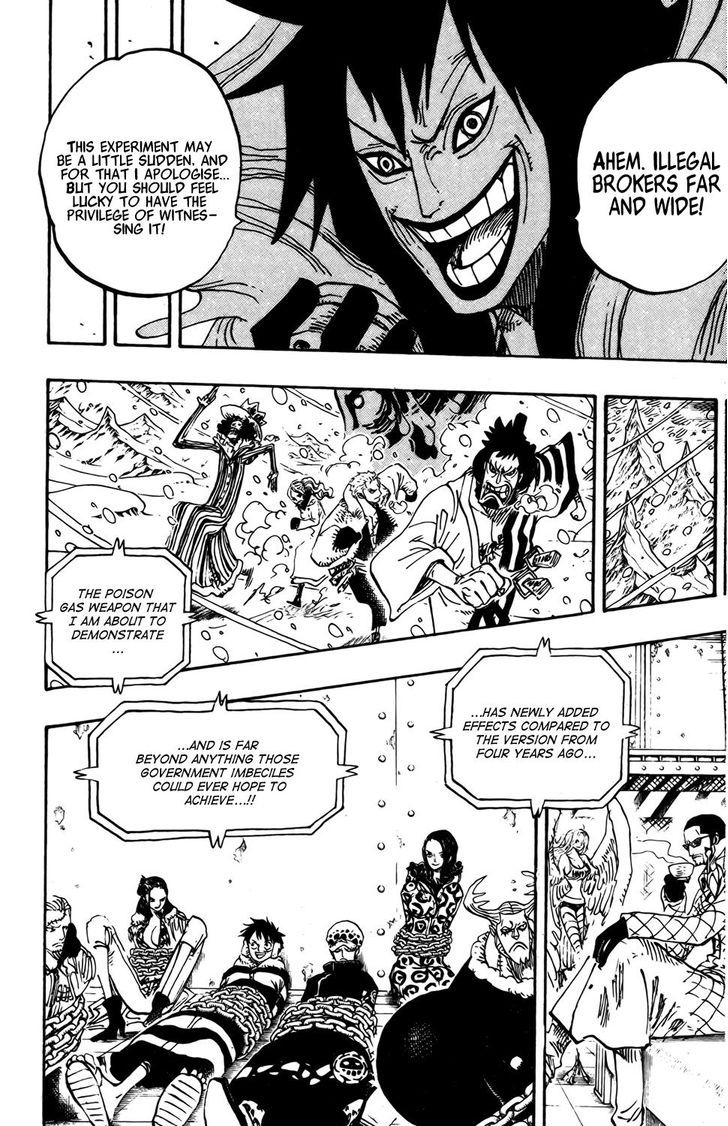 AHEM. ILLEGAL
BROKERS FAR
AND WIDE!
THIS EXPERIMENT MAY
BE A LITTLE SUDDEN. AND
FOR THAT I APOLOGISE...
BUT YOU SHOULD FEEL
LUCKY TO HAVE THE
PRIVILEGE OF WITNES-
SING IT!
THE POISON
GAS WEAPON THAT
I AM ABOUT TO
DEMONSTRATE
...
...HAS NEWLY ADDED
EFFECTS COMPARED TO
THE VERSION FROM
FOUR YEARS AGO...
...AND IS FAR
BEYOND ANYTHING THOSE
GOVERNMENT IMBECILES
COULD EVER HOPE TO
ACHIEVE...!!